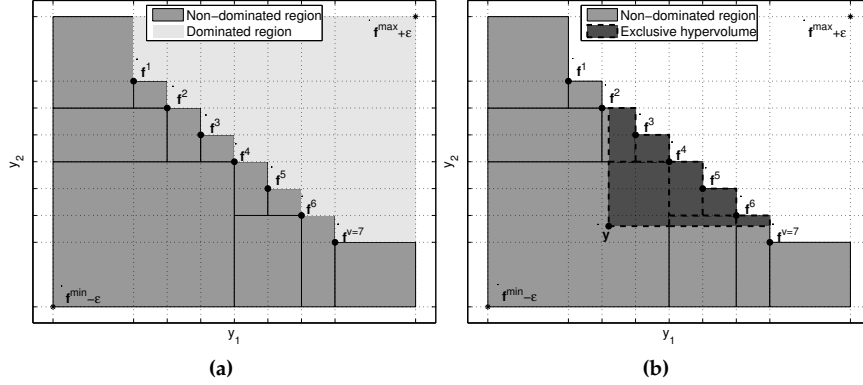 Non−dominated region
Dominated region
f^max+ε
f^1
f^2
f^3
f^4
f^5
f^6
f^v=7
f^min−ε
y_2
y_1
(a)
Non−dominated region
Exclusive hypervolume
f^max+ε
f^1
f^2
f^3
f^4
f^5
f^6
y
f^v=7
f^min−ε
y_2
y_1
(b)